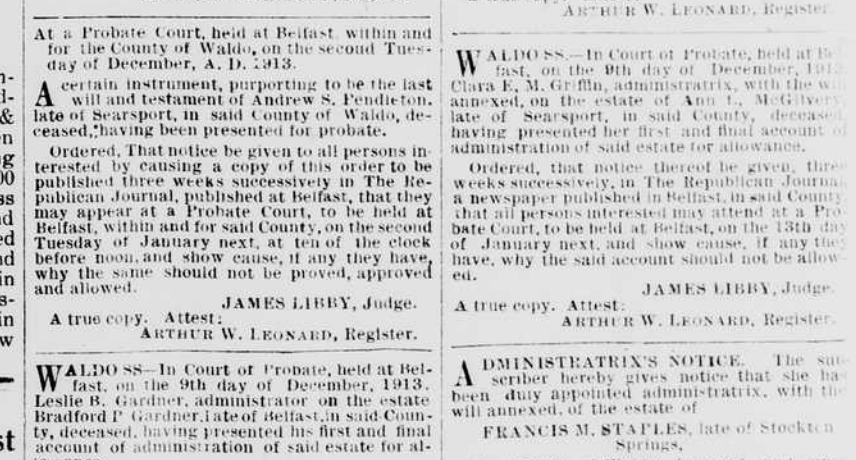 At a Probate Court, held at Belfast, within and
for the County of Waldo, on the second Tues-
day of December, A. D. 1913.
A certain instrument, purporting to be the last
will and testament of Andrew S. Pendleton,
late of Searsport, in said County of Waldo, de-
ceased, having been presented for probate.
Ordered, That notice be given to all persons in-
terested by causing a copy of this order to be
published three weeks successively in The Re-
publican Journal, published at Belfast, that they
may appear at a Probate Court, to be held at
Belfast, within and for said County, on the second
Tuesday of January next, at ten of the clock
before noon, and show cause, if any they have,
why the same should not be proved, approved
and allowed.
JAMES LIBBY, Judge.
A true copy. Attest:
ARTHUR W. LEONARD, Register.
WALDO SS—In Court of Probate, held at Bel-
fast, on the 9th day of December, 1913.
Leslie B. Gardner, administrator on the estate
Bradford P Gardner, late of Belfast, in said Coun-
ty, deceased, having presented his first and final
account of administration of said estate for al-
ARTHUR W. LEONARD, Register.
WALDO SS.—In Court of Probate, held at Bel-
fast, on the 9th day of December, 1913.
Clara E. M. Griffin, administratrix, with the will
annexed, on the estate of Ann L. McGilvery,
late of Searsport, in said County, deceased,
having presented her first and final account of
administration of said estate for allowance.
Ordered, that notice thereof be given, three
weeks successively, in The Republican Journal,
a newspaper published in Belfast, in said County,
that all persons interested may attend at a Pro-
bate Court, to be held at Belfast, on the 13th day
of January next, and show cause, if any they
have, why the said account should not be allow-
ed.
JAMES LIBBY, Judge.
A true copy. Attest:
ARTHUR W. LEONARD, Register.
ADMINISTRATRIX'S NOTICE. The sub-
scriber hereby gives notice that she has
been duly appointed administratrix, with the
will annexed, of the estate of
FRANCIS M. STAPLES, late of Stockton
Springs,